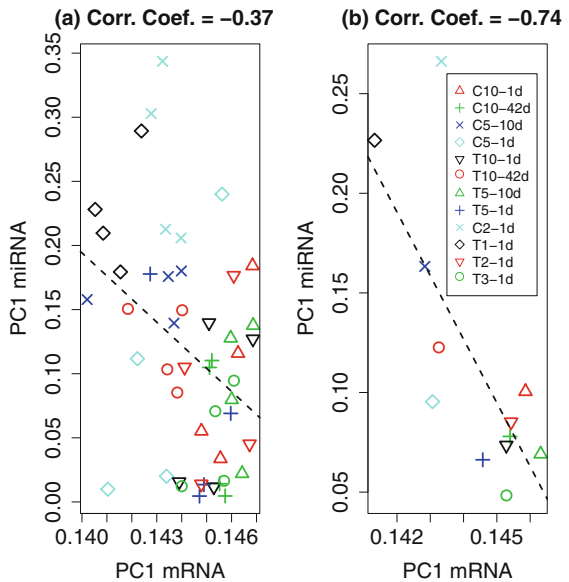 (a) Corr. Coef. = −0.37
PC1 miRNA
0.35
0.30
0.25
0.20
0.15
0.10
0.05
0.00
0.140
0.143
0.146
PC1 mRNA
(b) Corr. Coef. = −0.74
PC1 miRNA
0.25
0.20
0.15
0.10
0.05
0.142
0.145
PC1 mRNA
C10−1d
C10−42d
C5−10d
C5−1d
T10−1d
T10−42d
T5−10d
T5−1d
C2−1d
T1−1d
T2−1d
T3−1d